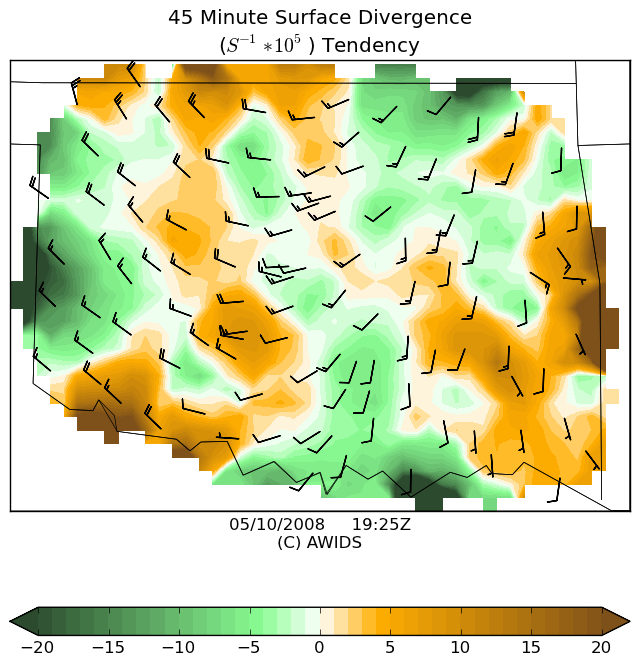 45 Minute Surface Divergence
(S⁻¹ ∗ 10⁵ ) Tendency
05/10/2008 19:25Z
(C) AWIDS
−20 −15 −10 −5 0 5 10 15 20